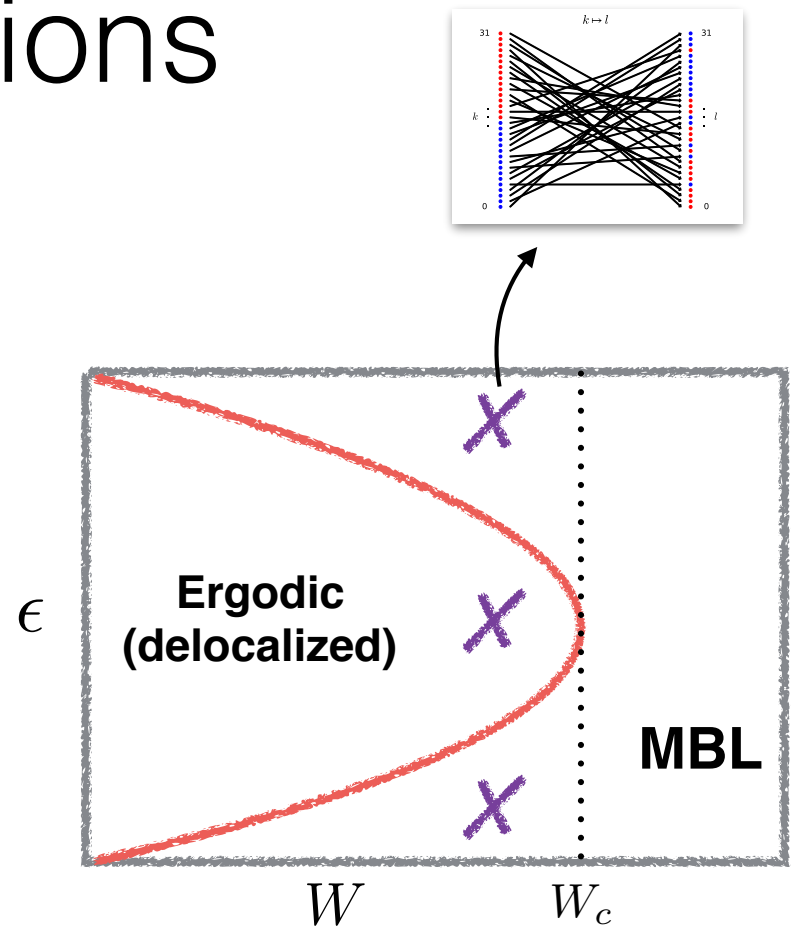 ions
k ↦ l
31 31
k l
0 0
ϵ
Ergodic
(delocalized)
MBL
W W_c